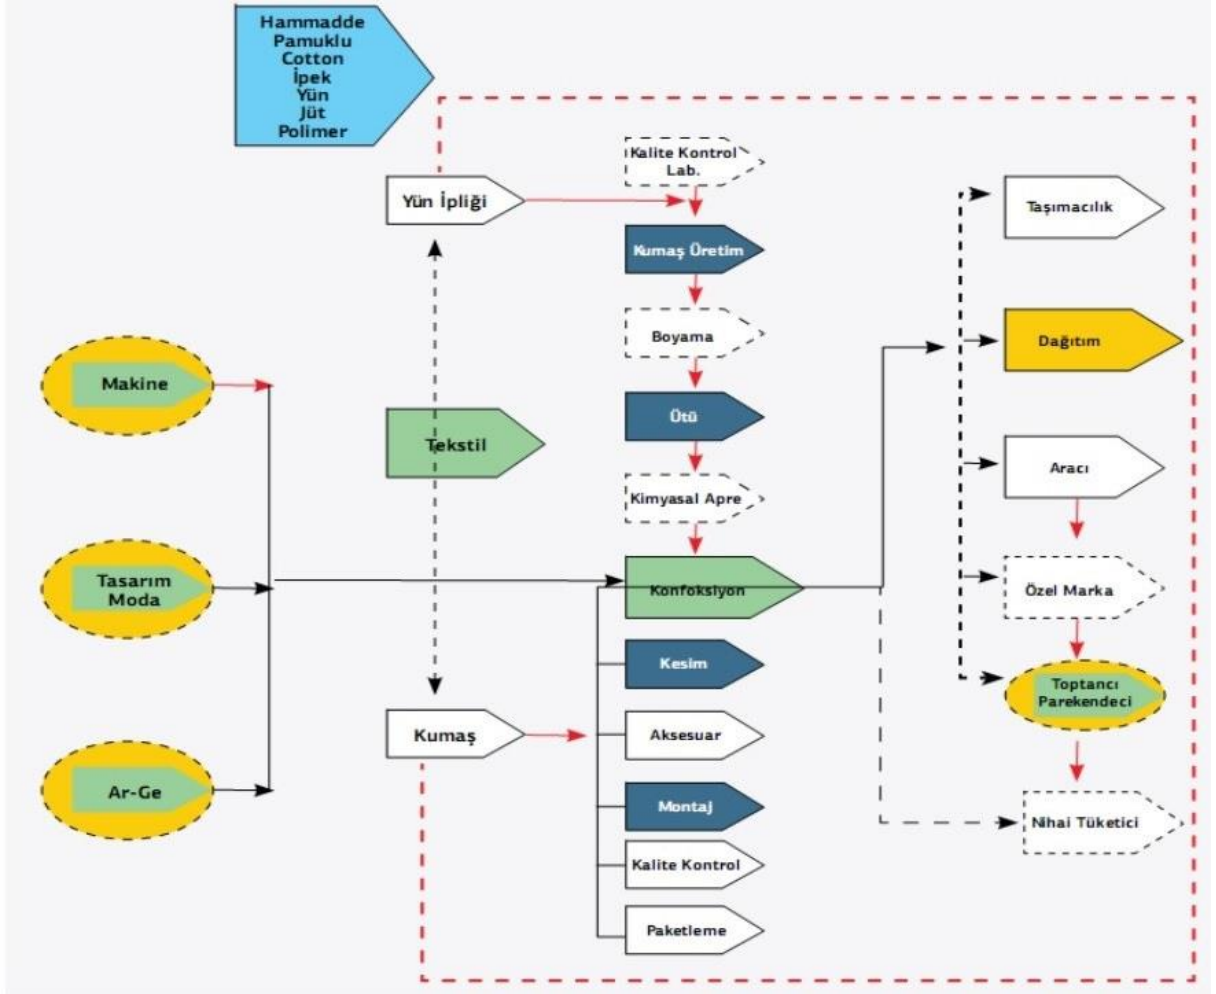 Hammadde
Pamuklu
Cotton
İpek
Yün
Jüt
Polimer
Kalite Kontrol
Lab.
Yün İpliği
Taşımacılık
Kumaş Üretim
Boyama
Dağıtım
Makine
Ütü
Tekstil
Aracı
Kimyasal Apre
Tasarım
Moda
Konfoksiyon
Özel Marka
Kesim
Toptancı
Parekendeci
Kumaş
Aksesuar
Ar-Ge
Montaj
Nihai Tüketici
Kalite Kontrol
Paketleme